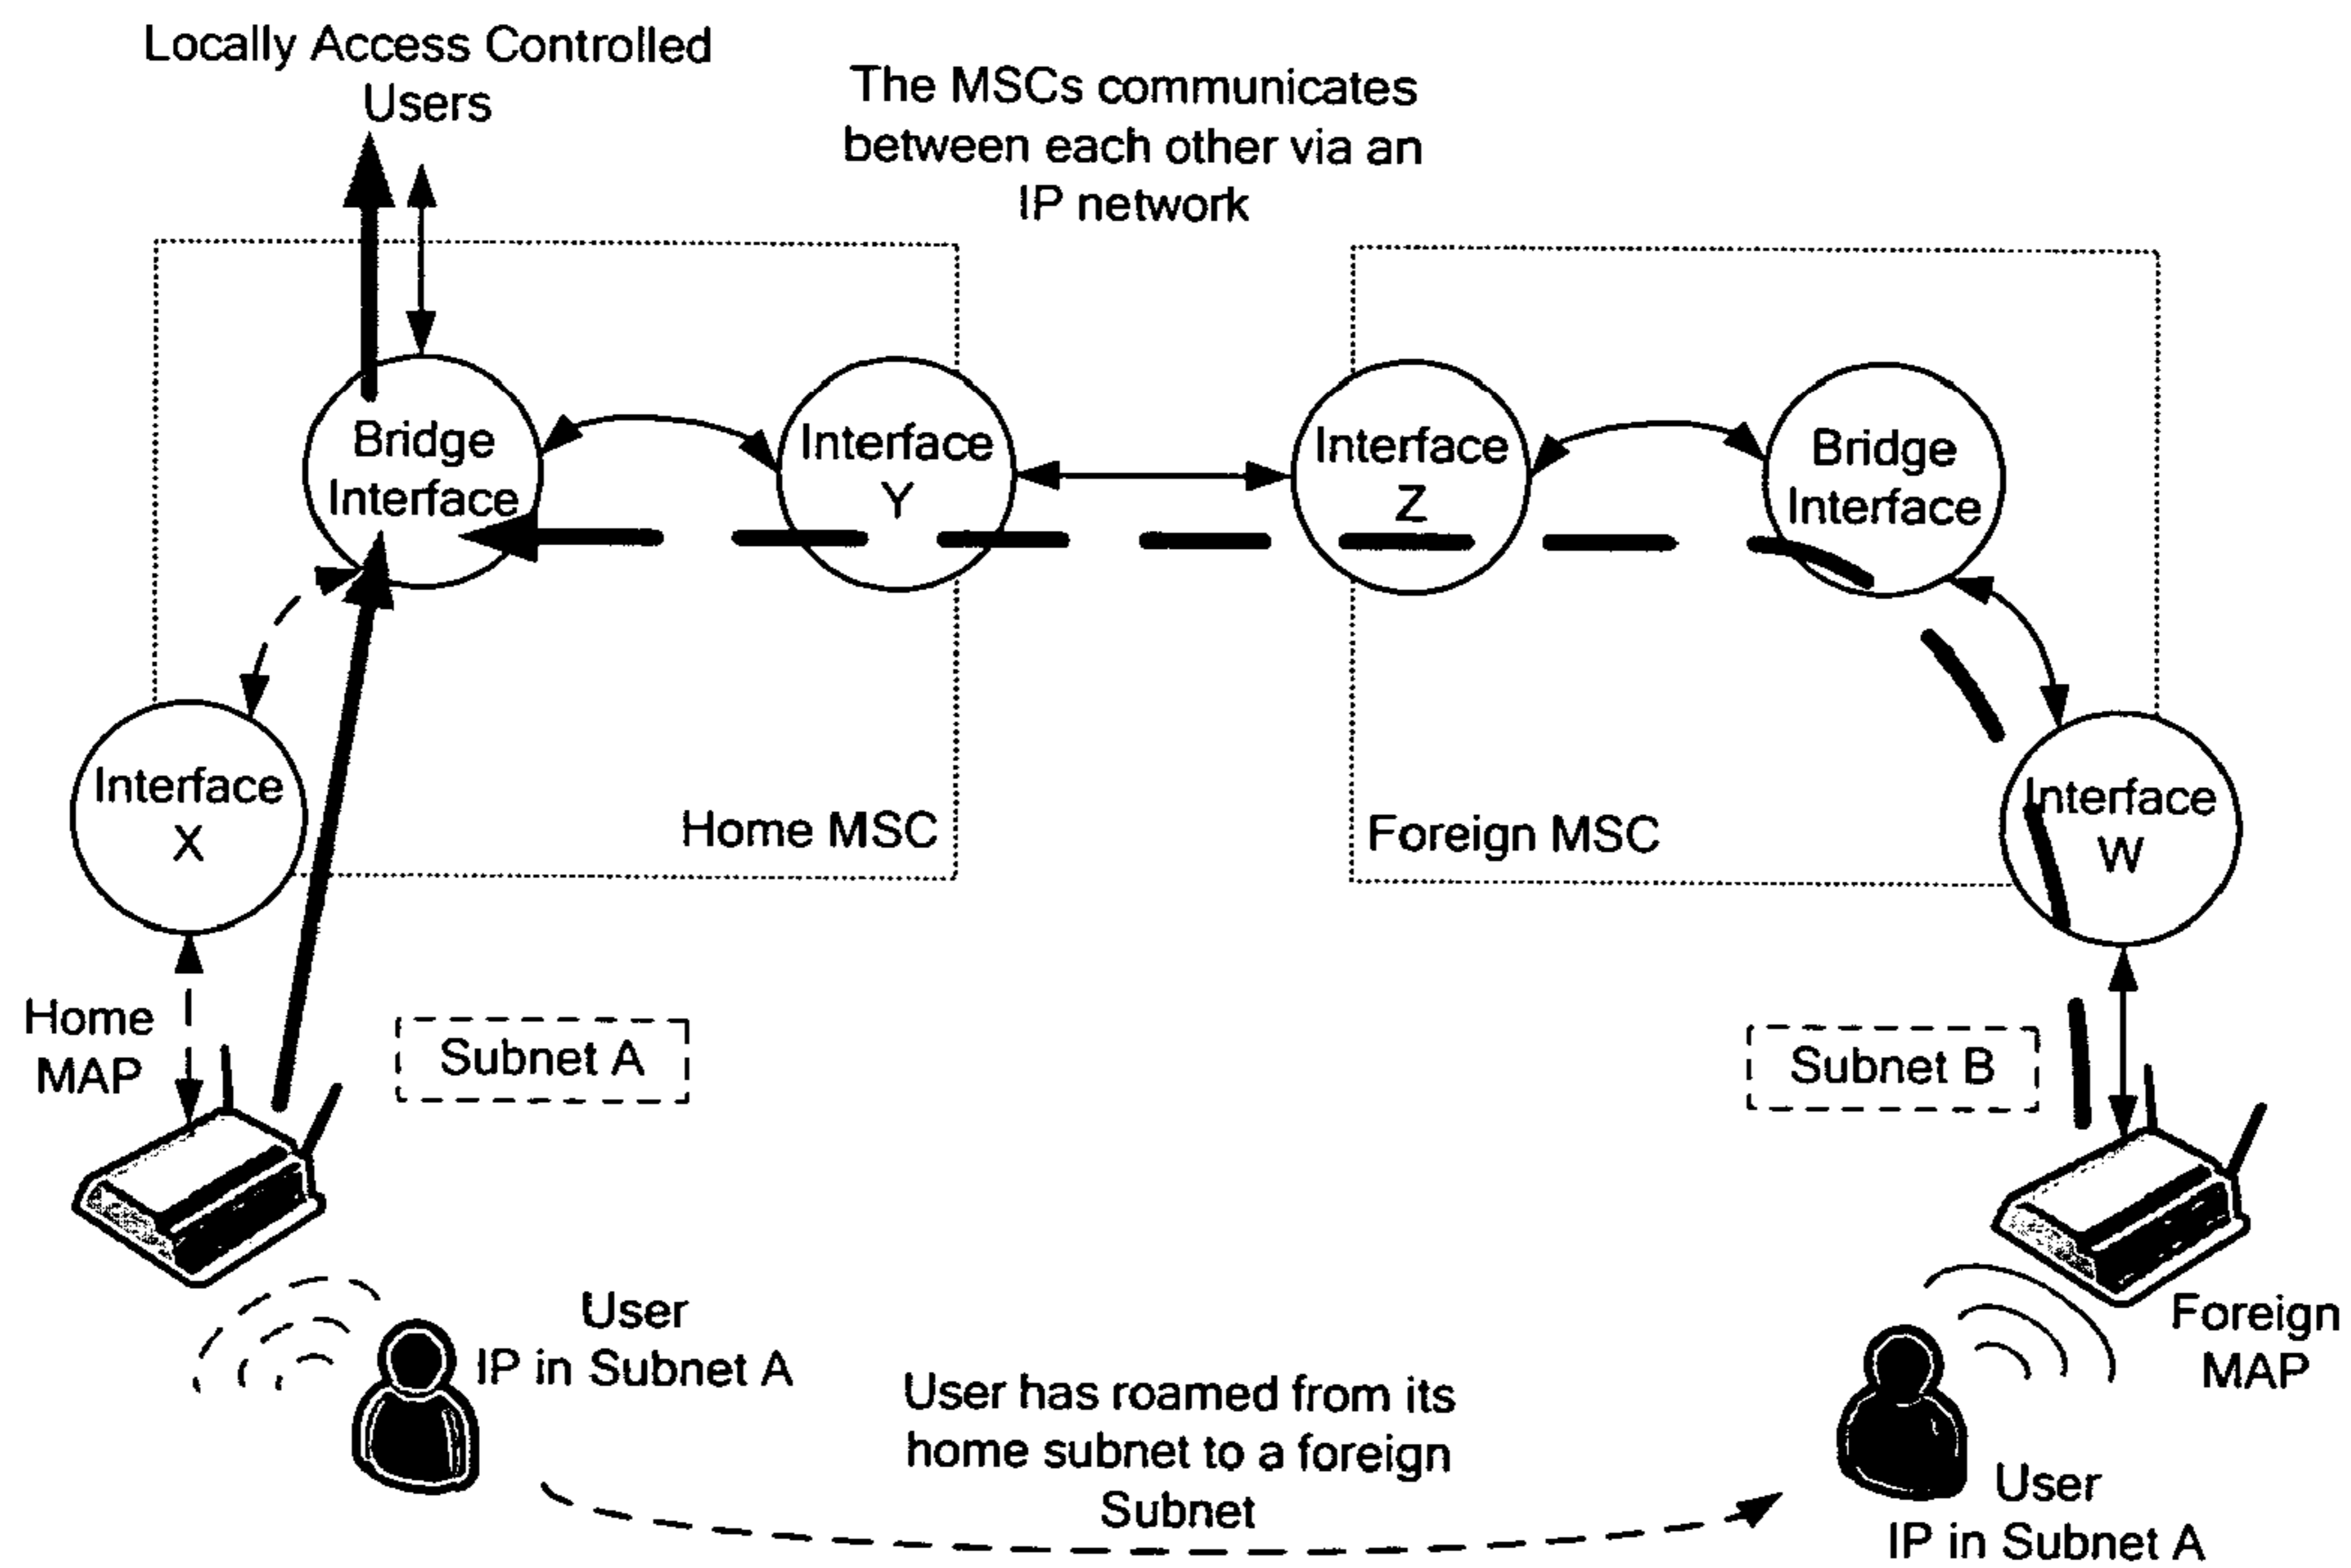 Locally Access Controlled
Users
The MSCs communicates
between each other via an
IP network
Bridge
Interface
Interface
Y
Interface
Z
Bridge
Interface
Interface
X
Home MSC
Foreign MSC
Interface
W
Home
MAP
Subnet A
Subnet B
User
IP in Subnet A
User has roamed from its
home subnet to a foreign
Subnet
Foreign
MAP
User
IP in Subnet A